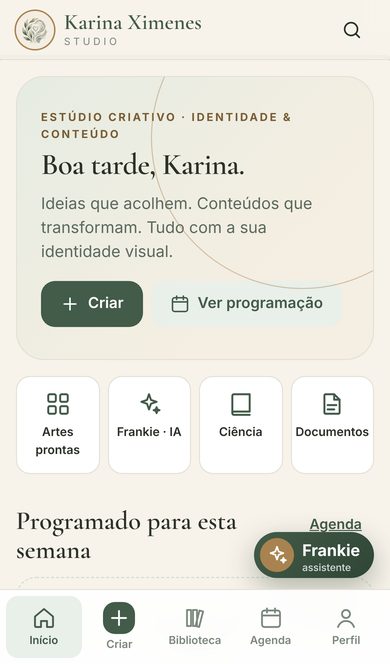 Karina Ximenes
STUDIO
ESTÚDIO CRIATIVO · IDENTIDADE &
CONTEÚDO
Boa tarde, Karina.
Ideias que acolhem. Conteúdos que
transformam. Tudo com a sua
identidade visual.
Criar
Ver programação
Artes
prontas
Frankie · IA
Ciência
Documentos
Programado para esta
semana
Agenda
Frankie
assistente
Início
Criar
Biblioteca
Agenda
Perfil